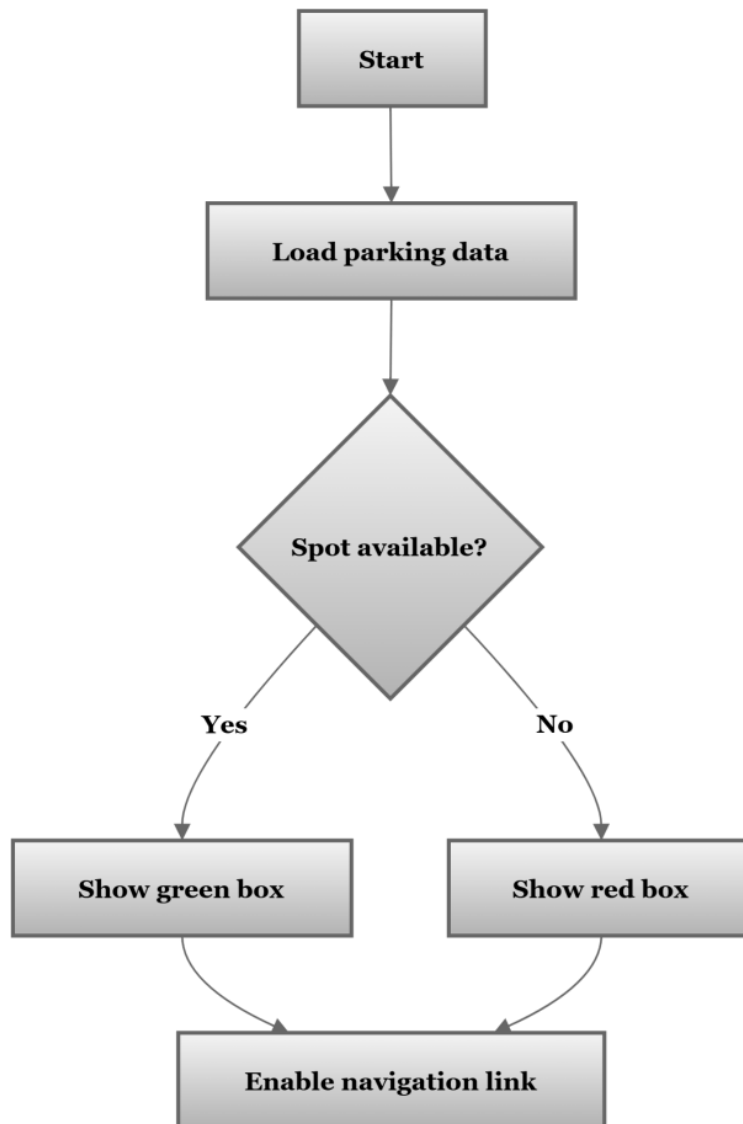 Start
Load parking data
Spot available?
Yes
No
Show green box
Show red box
Enable navigation link